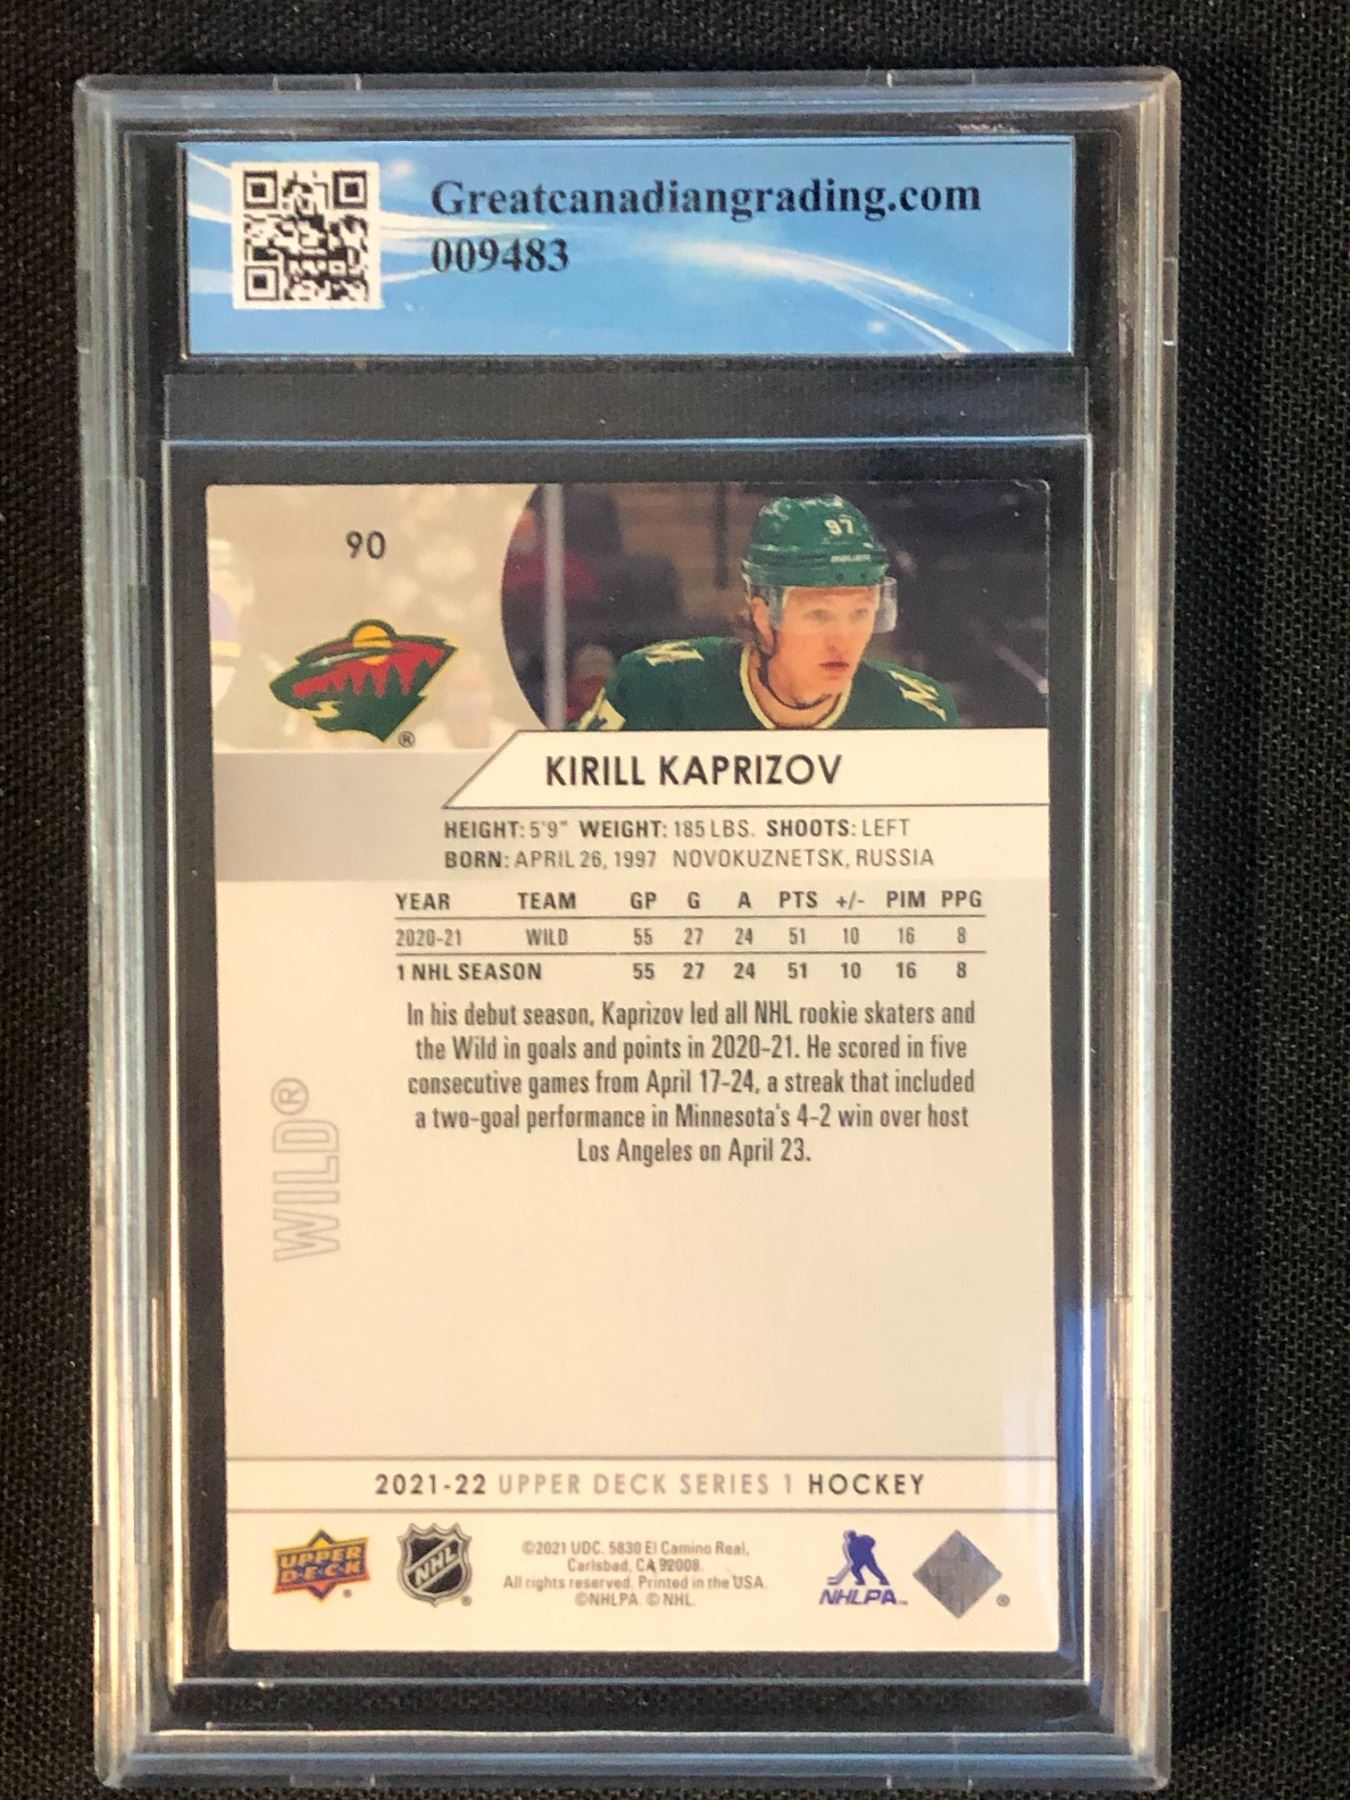 Greatcanadiangrading.com
009483
90
97
BAUER
®
KIRILL KAPRIZOV
HEIGHT: 5'9" WEIGHT: 185 LBS. SHOOTS: LEFT
BORN: APRIL 26, 1997 NOVOKUZNETSK, RUSSIA
YEAR TEAM GP G A PTS +/- PIM PPG
2020-21 WILD 55 27 24 51 10 16 8
1 NHL SEASON 55 27 24 51 10 16 8
In his debut season, Kaprizov led all NHL rookie skaters and
the Wild in goals and points in 2020-21. He scored in five
consecutive games from April 17-24, a streak that included
a two-goal performance in Minnesota's 4-2 win over host
Los Angeles on April 23.
WILD®
2021-22 UPPER DECK SERIES 1 HOCKEY
UPPER DECK ®
NHL ®
©2021 UDC. 5830 El Camino Real,
Carlsbad, CA 92008.
All rights reserved. Printed in the USA.
©NHLPA. © NHL.
NHLPA™
®